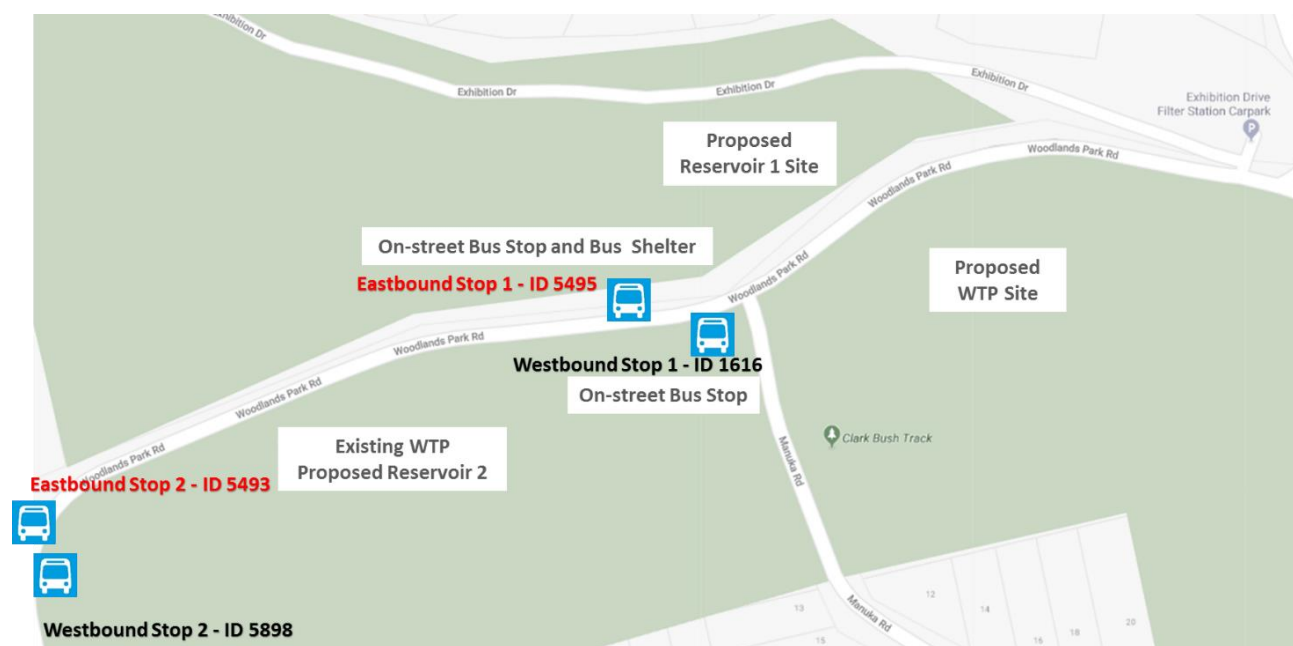 Exhibition Dr
Exhibition Dr
Exhibition Dr
Exhibition Dr
Exhibition Drive
Filter Station Carpark
P
Proposed
Reservoir 1 Site
Woodlands Park Rd
Woodlands Park Rd
On-street Bus Stop and Bus Shelter
Eastbound Stop 1 - ID 5495
Woodlands Park Rd
Proposed
WTP Site
Woodlands Park Rd
Westbound Stop 1 - ID 1616
On-street Bus Stop
Woodlands Park Rd
Existing WTP
Proposed Reservoir 2
Clark Bush Track
Manuka Rd
Woodlands Park Rd
Eastbound Stop 2 - ID 5493
Westbound Stop 2 - ID 5898
Manuka Rd
12
13
14
15
16
18
20